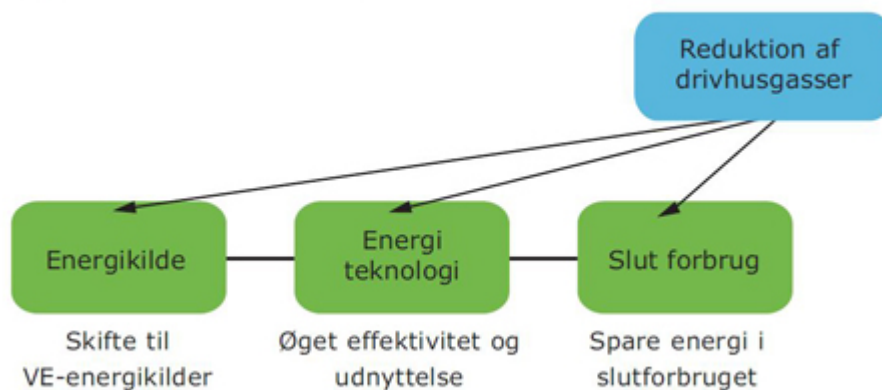 Reduktion af
drivhusgasser
Energikilde
Energi
teknologi
Slut forbrug
Skifte til
VE-energikilder
Øget effektivitet og
udnyttelse
Spare energi i
slutforbruget